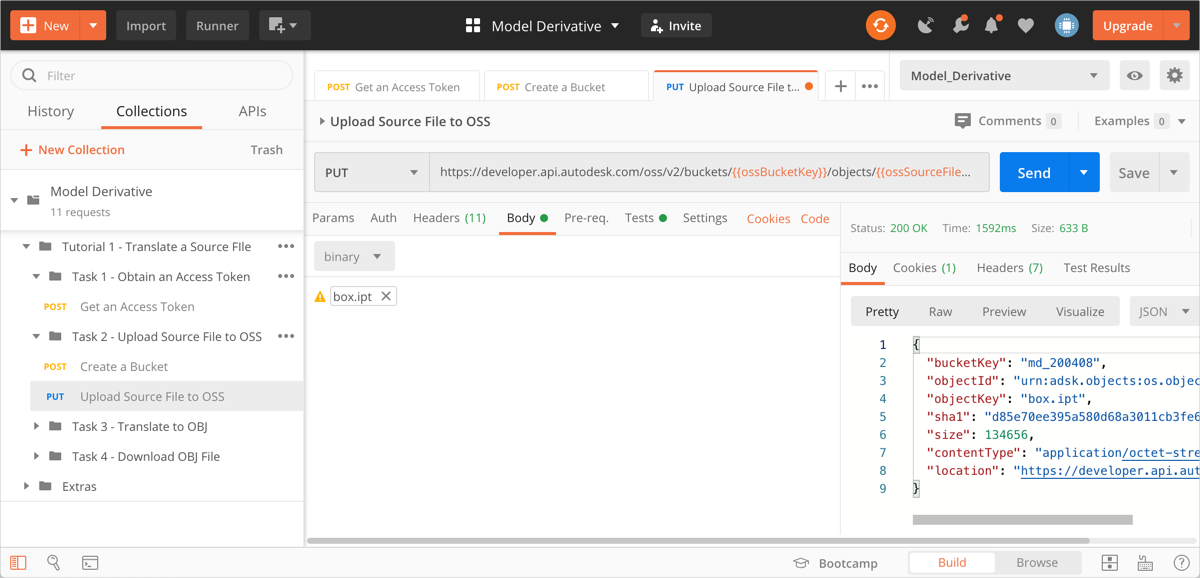 New Import Runner Model Derivative Invite Upgrade
Filter
History Collections APIs
New Collection Trash
Model Derivative
11 requests
Tutorial 1 - Translate a Source FIle
Task 1 - Obtain an Access Token
POST Get an Access Token
Task 2 - Upload Source File to OSS
POST Create a Bucket
PUT Upload Source File to OSS
Task 3 - Translate to OBJ
Task 4 - Download OBJ File
Extras
POST Get an Access Token POST Create a Bucket PUT Upload Source File t... + ••• Model_Derivative
Upload Source File to OSS Comments 0 Examples 0
PUT https://developer.api.autodesk.com/oss/v2/buckets/{{ossBucketKey}}/objects/{{ossSourceFile... Send Save
Params Auth Headers (11) Body Pre-req. Tests Settings Cookies Code
binary
box.ipt
Status: 200 OK Time: 1592ms Size: 633 B
Body Cookies (1) Headers (7) Test Results
Pretty Raw Preview Visualize JSON
1 {
2 "bucketKey": "md_200408",
3 "objectId": "urn:adsk.objects:os.objec
4 "objectKey": "box.ipt",
5 "sha1": "d85e70ee395a580d68a3011cb3fe6
6 "size": 134656,
7 "contentType": "application/octet-stre
8 "location": "https://developer.api.aut
9 }
Bootcamp Build Browse